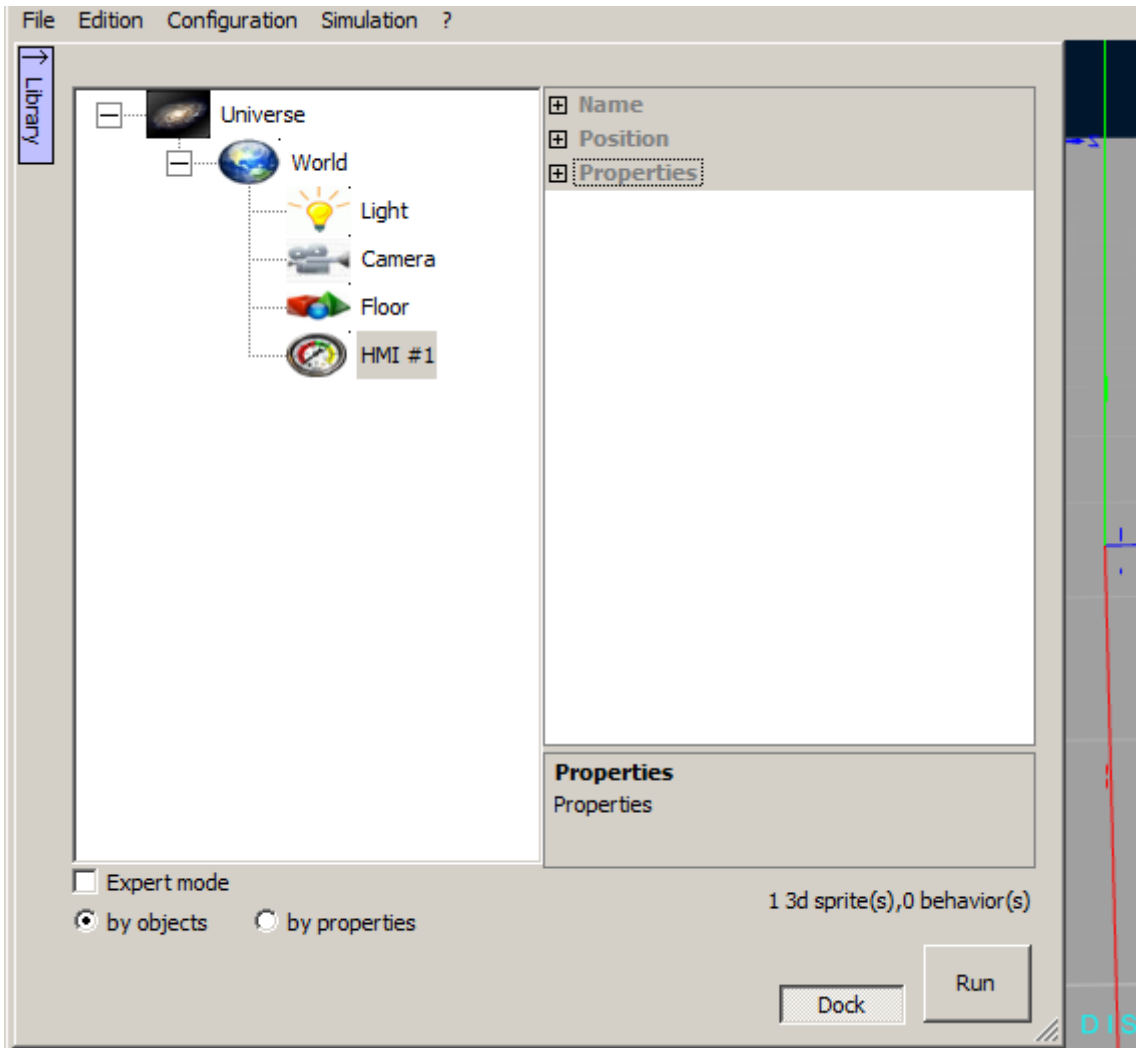 File Edition Configuration Simulation ?
↑ Library
Universe
World
Light
Camera
Floor
HMI #1
Name
Position
Properties
Properties
Properties
Expert mode
by objects by properties
1 3d sprite(s),0 behavior(s)
Dock
Run
DIS